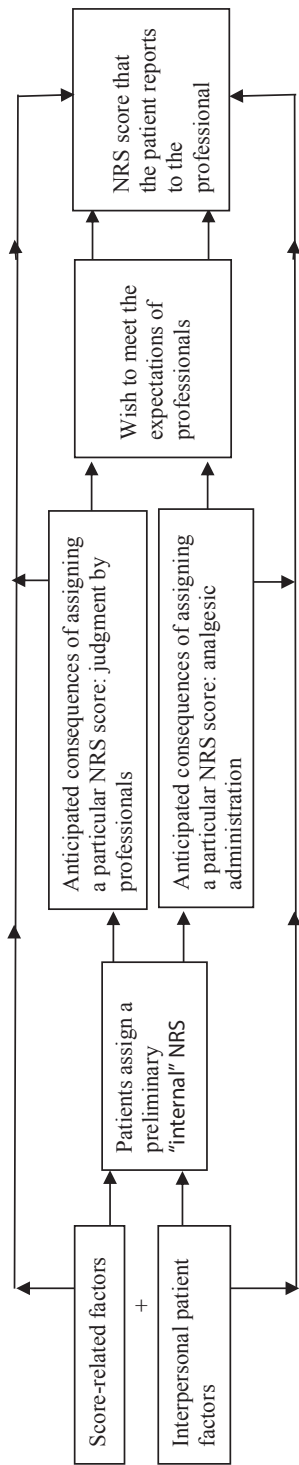 Score-related factors
+
Interpersonal patient
factors
Patients assign a
preliminary
“internal” NRS
Anticipated consequences of assigning
a particular NRS score: judgment by
professionals
Anticipated consequences of assigning
a particular NRS score: analgesic
administration
Wish to meet the
expectations of
professionals
NRS score that
the patient reports
to the
professional